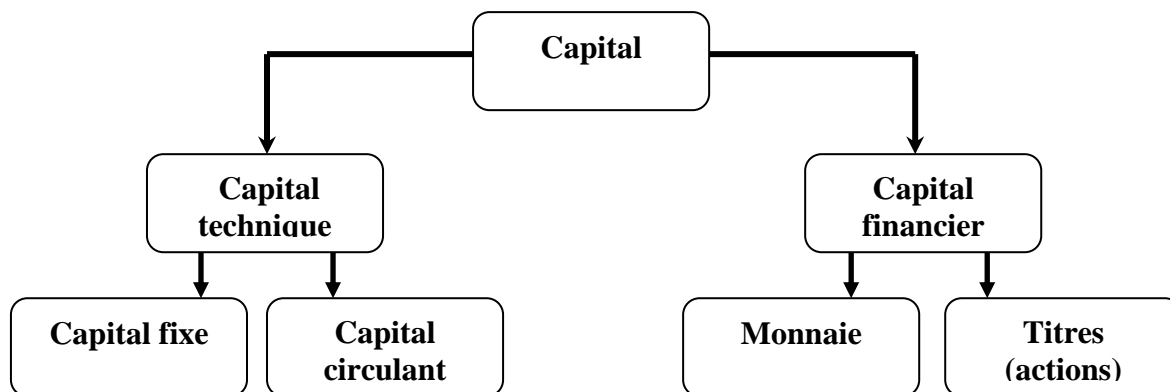 Capital
Capital
technique
Capital
financier
Capital fixe
Capital
circulant
Monnaie
Titres
(actions)